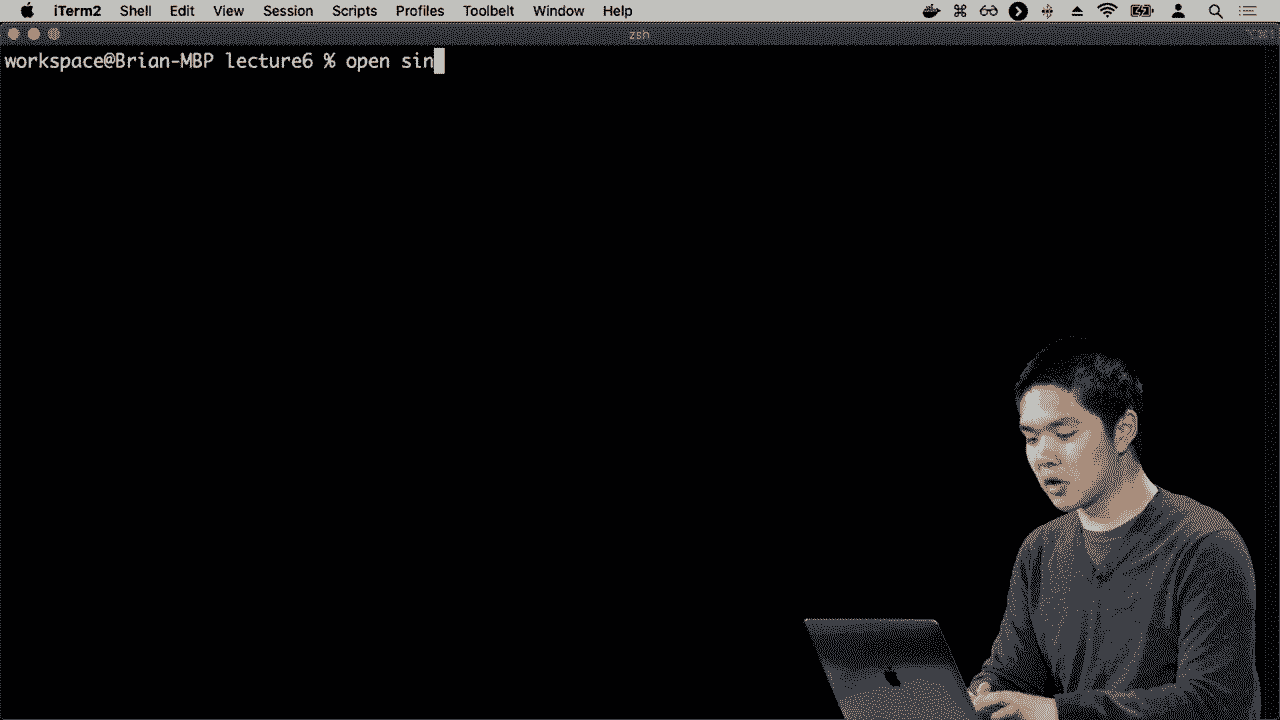 iTerm2 Shell Edit View Session Scripts Profiles Toolbelt Window Help
zsh
workspace@Brian-MBP lecture6 % open sin